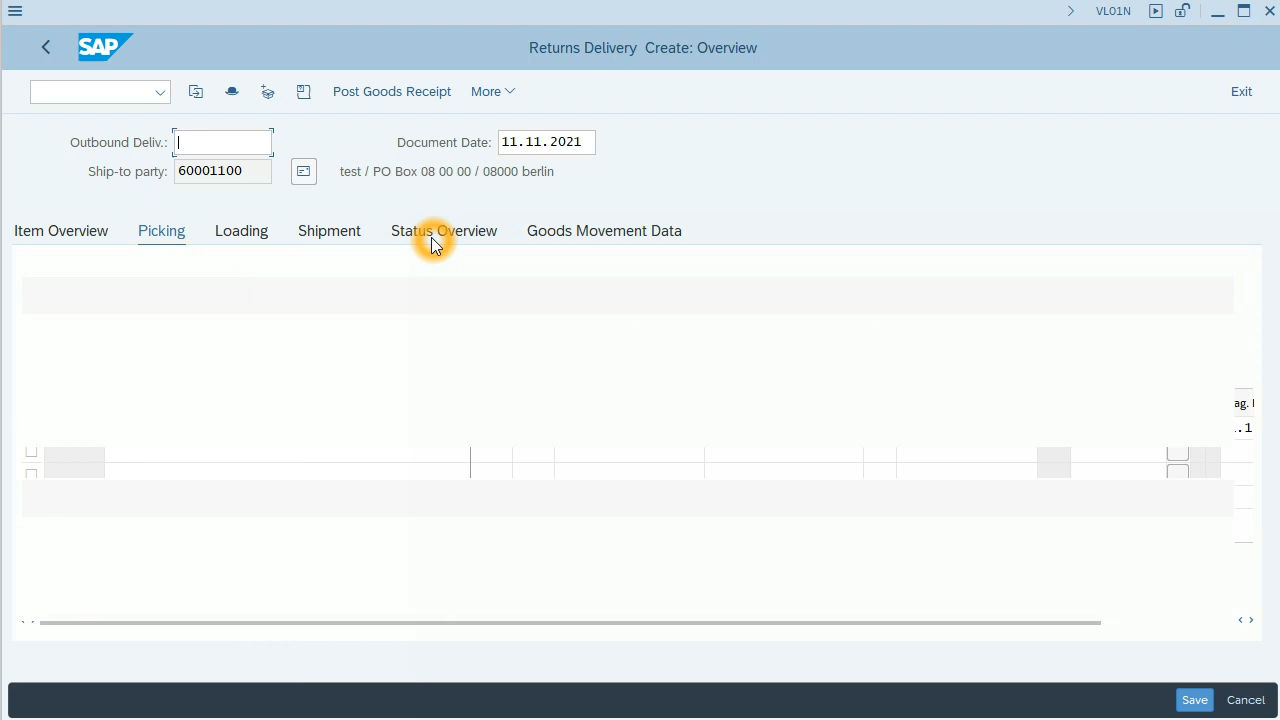 VL01N
SAP
Returns Delivery Create: Overview
Post Goods Receipt More Exit
Outbound Deliv.: Document Date: 11.11.2021
Ship-to party: 60001100 test / PO Box 08 00 00 / 08000 berlin
Item Overview Picking Loading Shipment Status Overview Goods Movement Data
ag.
.1
Save Cancel